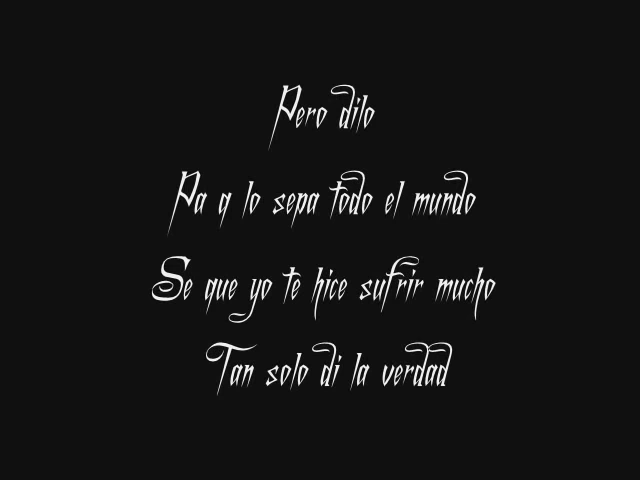 Pero dilo
Pa q lo sepa todo el mundo
Se que yo te hice sufrir mucho
Tan solo di la verdad